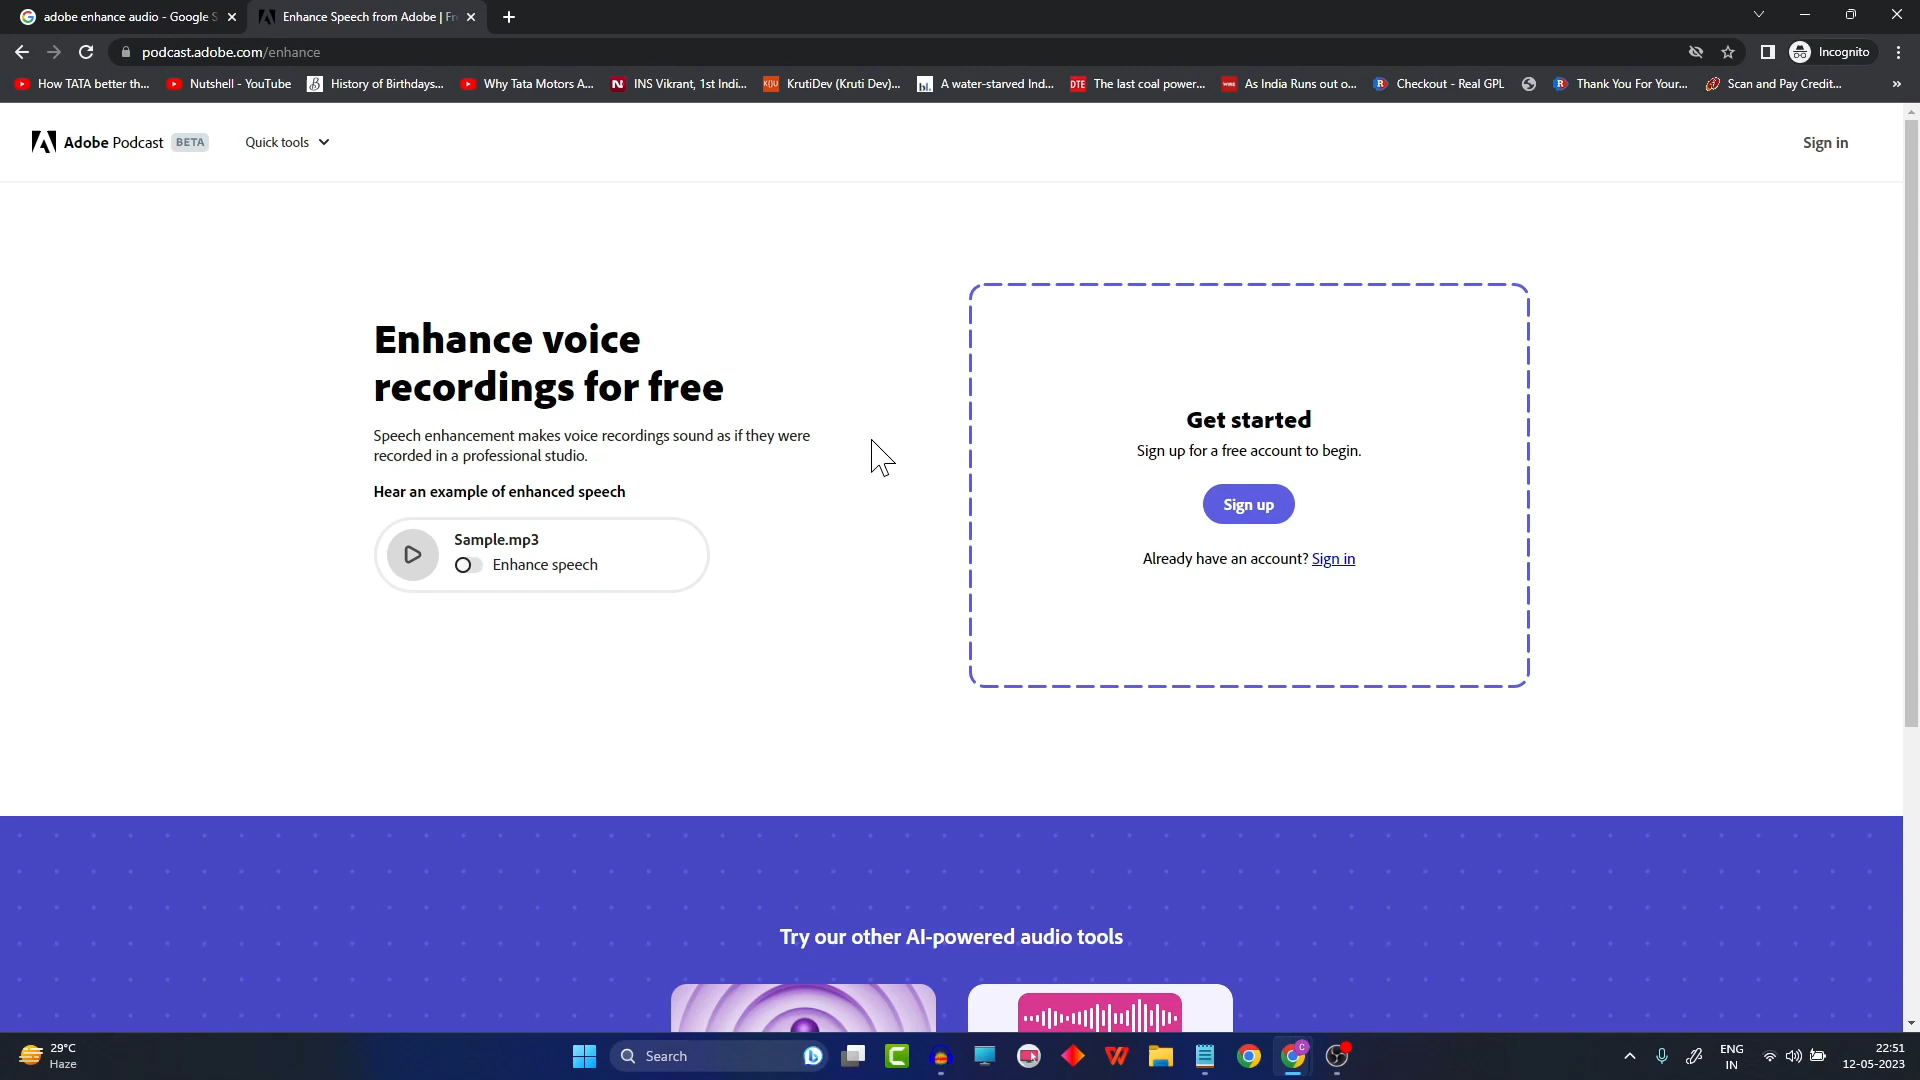 adobe enhance audio - Google S
Enhance Speech from Adobe | Fr
podcast.adobe.com/enhance
Incognito
How TATA better th...
Nutshell - YouTube
History of Birthdays...
Why Tata Motors A...
INS Vikrant, 1st Indi...
KrutiDev (Kruti Dev)...
A water-starved Ind...
The last coal power...
As India Runs out o...
Checkout - Real GPL
Thank You For Your...
Scan and Pay Credit...
Adobe Podcast BETA
Quick tools
Sign in
Enhance voice
recordings for free
Speech enhancement makes voice recordings sound as if they were
recorded in a professional studio.
Hear an example of enhanced speech
Sample.mp3
Enhance speech
Get started
Sign up for a free account to begin.
Sign up
Already have an account? Sign in
Try our other AI-powered audio tools
29°C
Haze
Search
ENG
IN
22:51
12-05-2023